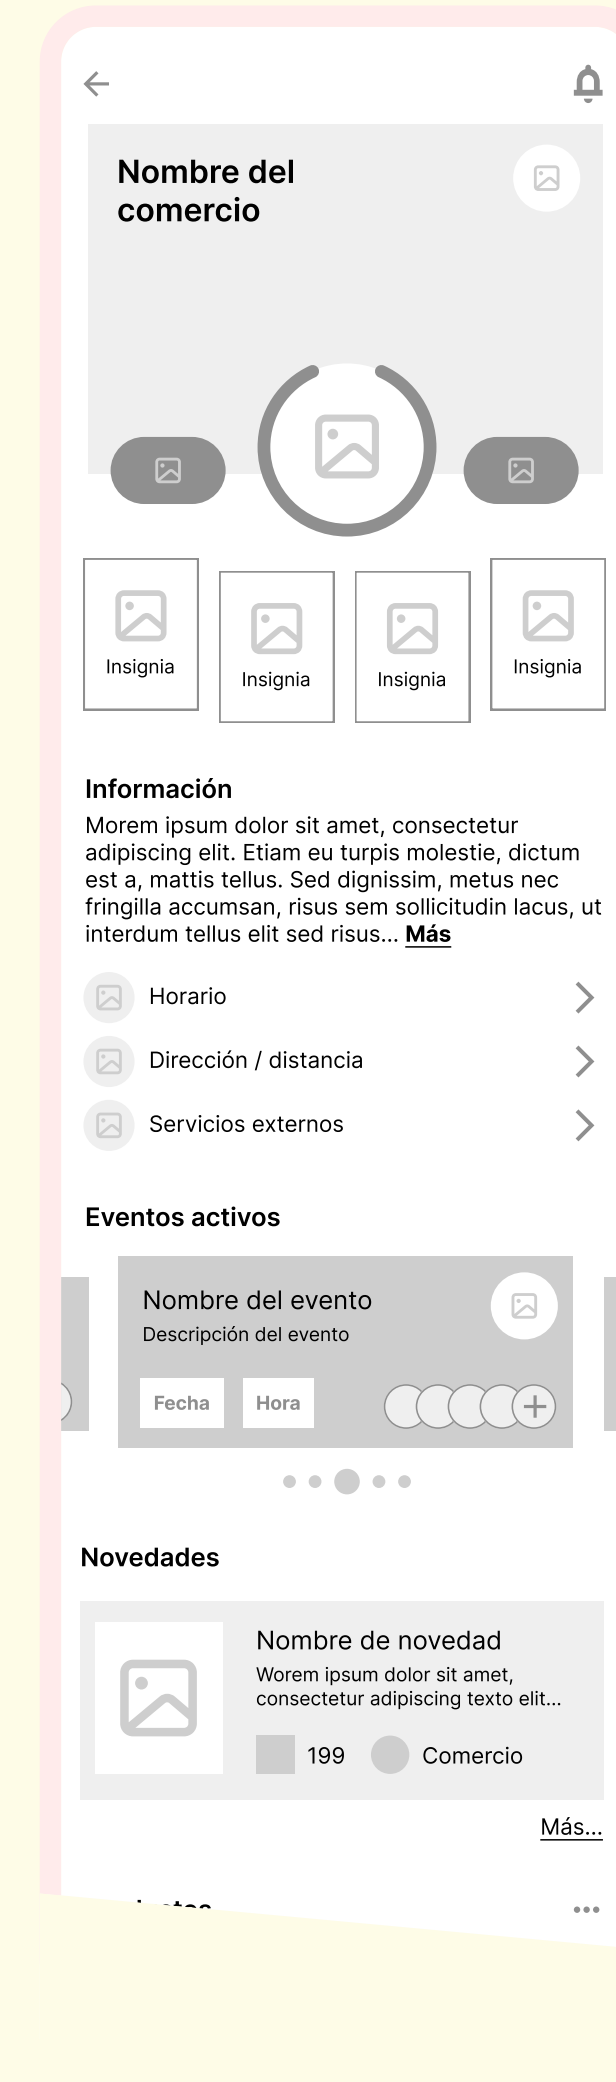 Nombre del
comercio
Insignia
Insignia
Insignia
Insignia
Información
Morem ipsum dolor sit amet, consectetur
adipiscing elit. Etiam eu turpis molestie, dictum
est a, mattis tellus. Sed dignissim, metus nec
fringilla accumsan, risus sem sollicitudin lacus, ut
interdum tellus elit sed risus... Más
Horario
Dirección / distancia
Servicios externos
Eventos activos
Nombre del evento
Descripción del evento
Fecha
Hora
Novedades
Nombre de novedad
Worem ipsum dolor sit amet,
consectetur adipiscing texto elit...
199
Comercio
Más...